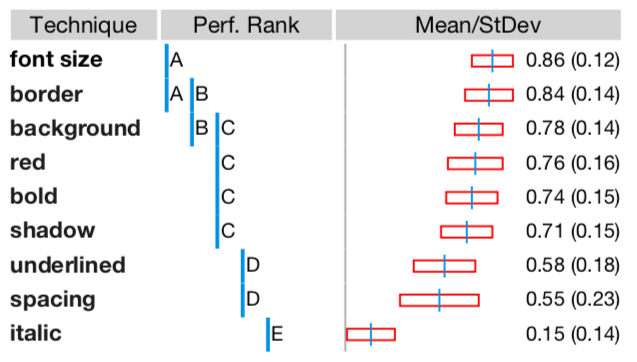 Technique Perf. Rank Mean/StDev
font size A 0.86 (0.12)
border A B 0.84 (0.14)
background B C 0.78 (0.14)
red C 0.76 (0.16)
bold C 0.74 (0.15)
shadow C 0.71 (0.15)
underlined D 0.58 (0.18)
spacing D 0.55 (0.23)
italic E 0.15 (0.14)